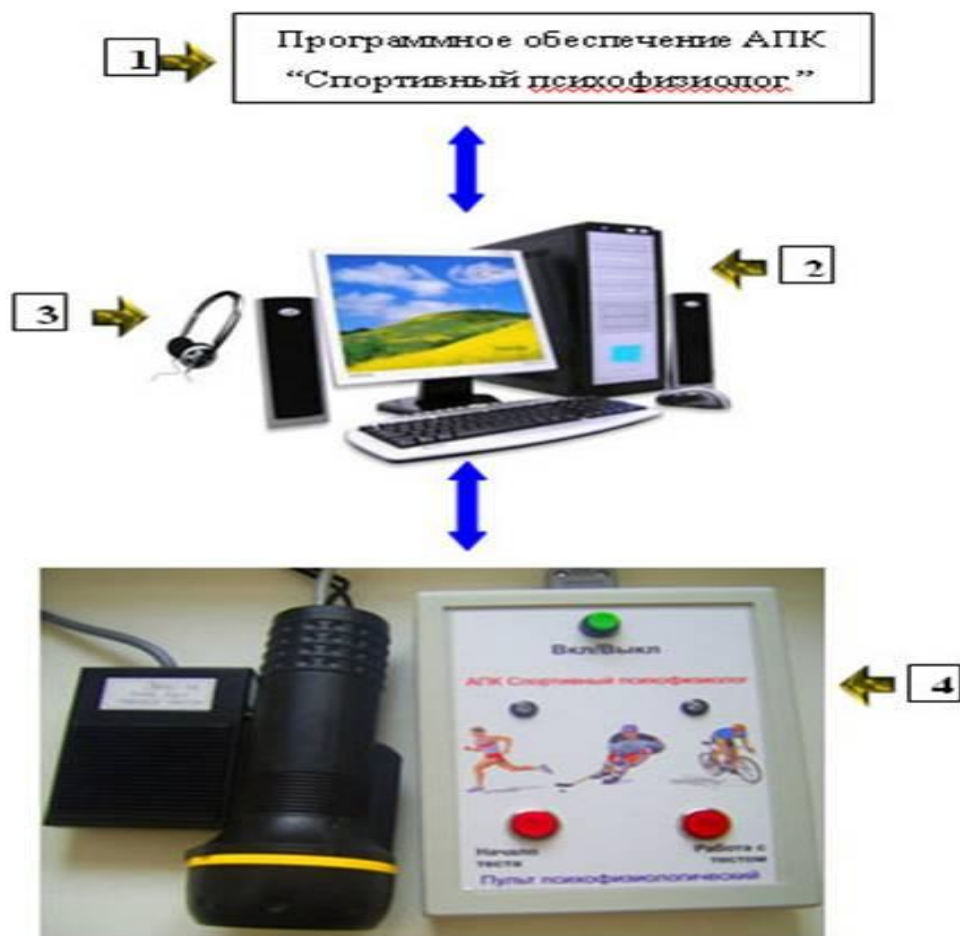 1
Программное обеспечение АПК
“Спортивный психофизиолог”
2
3
4
Вкл/Выкл
АПК Спортивный психофизиолог
Начало
теста
Работа с
тестом
Пульт психофизиологический